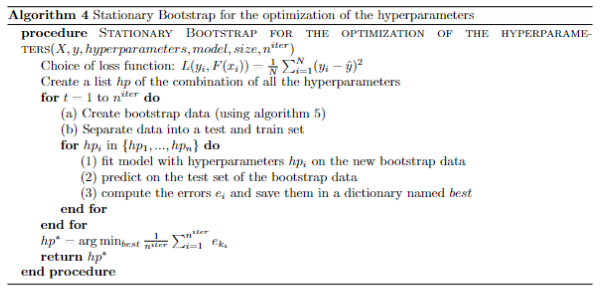 Algorithm 4 Stationary Bootstrap for the optimization of the hyperparameters
procedure STATIONARY BOOTSTRAP FOR THE OPTIMIZATION OF THE HYPERPARAME-
TERS(X, y, hyperparameters, model, size, n^{iter})
Choice of loss function: L(y_i, F(x_i)) = \frac{1}{N} \sum_{i=1}^{N} (y_i − ŷ)^2
Create a list hp of the combination of all the hyperparameters
for t = 1 to n^{iter} do
(a) Create bootstrap data (using algorithm 5)
(b) Separate data into a test and train set
for hp_i in {hp_1, ..., hp_n} do
(1) fit model with hyperparameters hp_i on the new bootstrap data
(2) predict on the test set of the bootstrap data
(3) compute the errors e_i and save them in a dictionary named best
end for
end for
hp* = arg min_{best} \frac{1}{n^{iter}} \sum_{i=1}^{n^{iter}} e_{k_i}
return hp*
end procedure